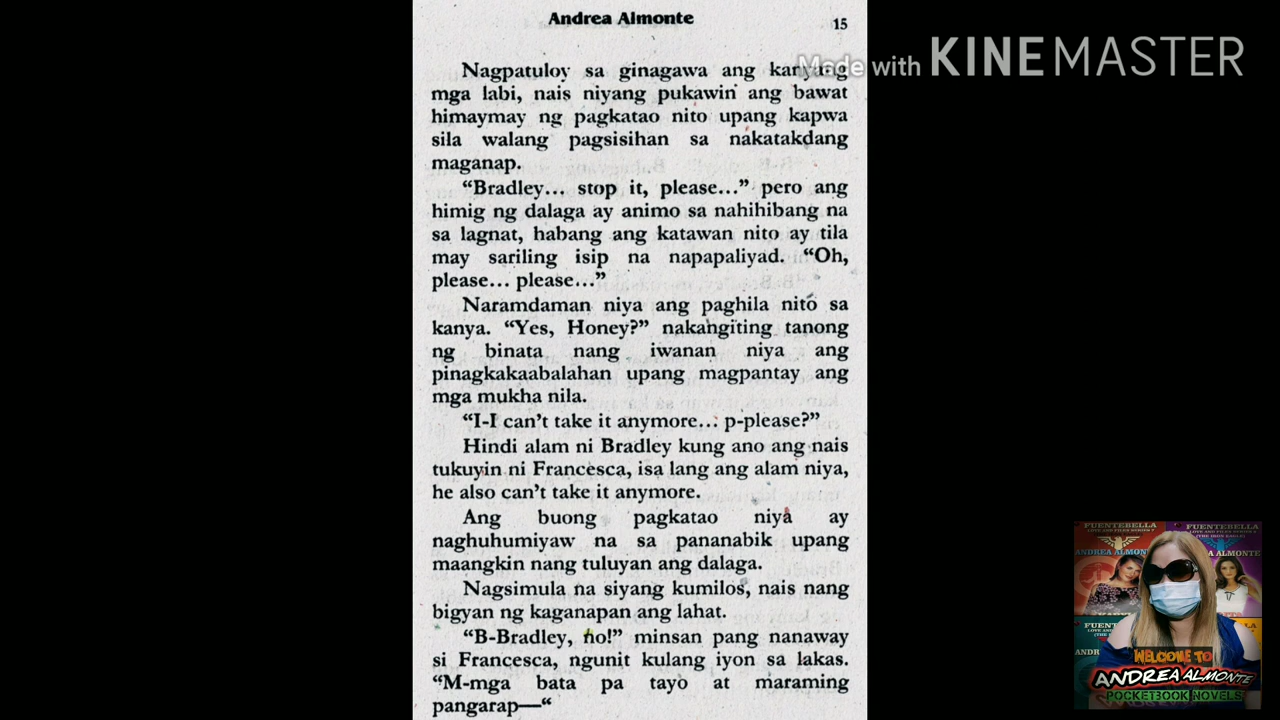 Andrea Almonte
15
Made with KINEMASTER
Nagpatuloy sa ginagawa ang kanyang
mga labi, nais niyang pukawin ang bawat
himaymay ng pagkatao nito upang kapwa
sila walang pagsisihan sa nakatakdang
maganap.
“Bradley... stop it, please...” pero ang
himig ng dalaga ay animo sa nahihibang na
sa lagnat, habang ang katawan nito ay tila
may sariling isip na napapaliyad. “Oh,
please... please...”
Naramdaman niya ang paghila nito sa
kanya. “Yes, Honey?” nakangiting tanong
ng binata nang iwanan niya ang
pinagkakaabalahan upang magpantay ang
mga mukha nila.
“I-I can’t take it anymore... p-please?”
Hindi alam ni Bradley kung ano ang nais
tukuyin ni Francesca, isa lang ang alam niya,
he also can’t take it anymore.
Ang buong pagkatao niya ay
naghuhumiyaw na sa pananabik upang
maangkin nang tuluyan ang dalaga.
Nagsimula na siyang kumilos, nais nang
bigyan ng kaganapan ang lahat.
“B-Bradley, no!” minsan pang nanaway
si Francesca, ngunit kulang iyon sa lakas.
“M-mga bata pa tayo at maraming
pangarap—“
FUENTEBELLA
FUENTEBELLA
ANDREA ALMON
ALMONTE
WELCOME TO
ANDREA ALMONTE
POCKETBOOK NOVELS